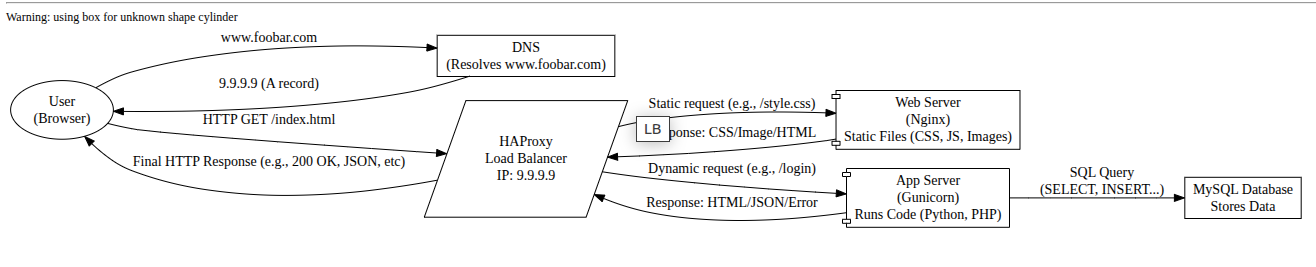 Warning: using box for unknown shape cylinder
www.foobar.com
DNS
(Resolves www.foobar.com)
9.9.9.9 (A record)
User
(Browser)
HTTP GET /index.html
Final HTTP Response (e.g., 200 OK, JSON, etc)
HAProxy
Load Balancer
IP: 9.9.9.9
Static request (e.g., /style.css)
LB
ponse: CSS/Image/HTML
Dynamic request (e.g., /login)
Response: HTML/JSON/Error
Web Server
(Nginx)
Static Files (CSS, JS, Images)
App Server
(Gunicorn)
Runs Code (Python, PHP)
SQL Query
(SELECT, INSERT...)
MySQL Database
Stores Data